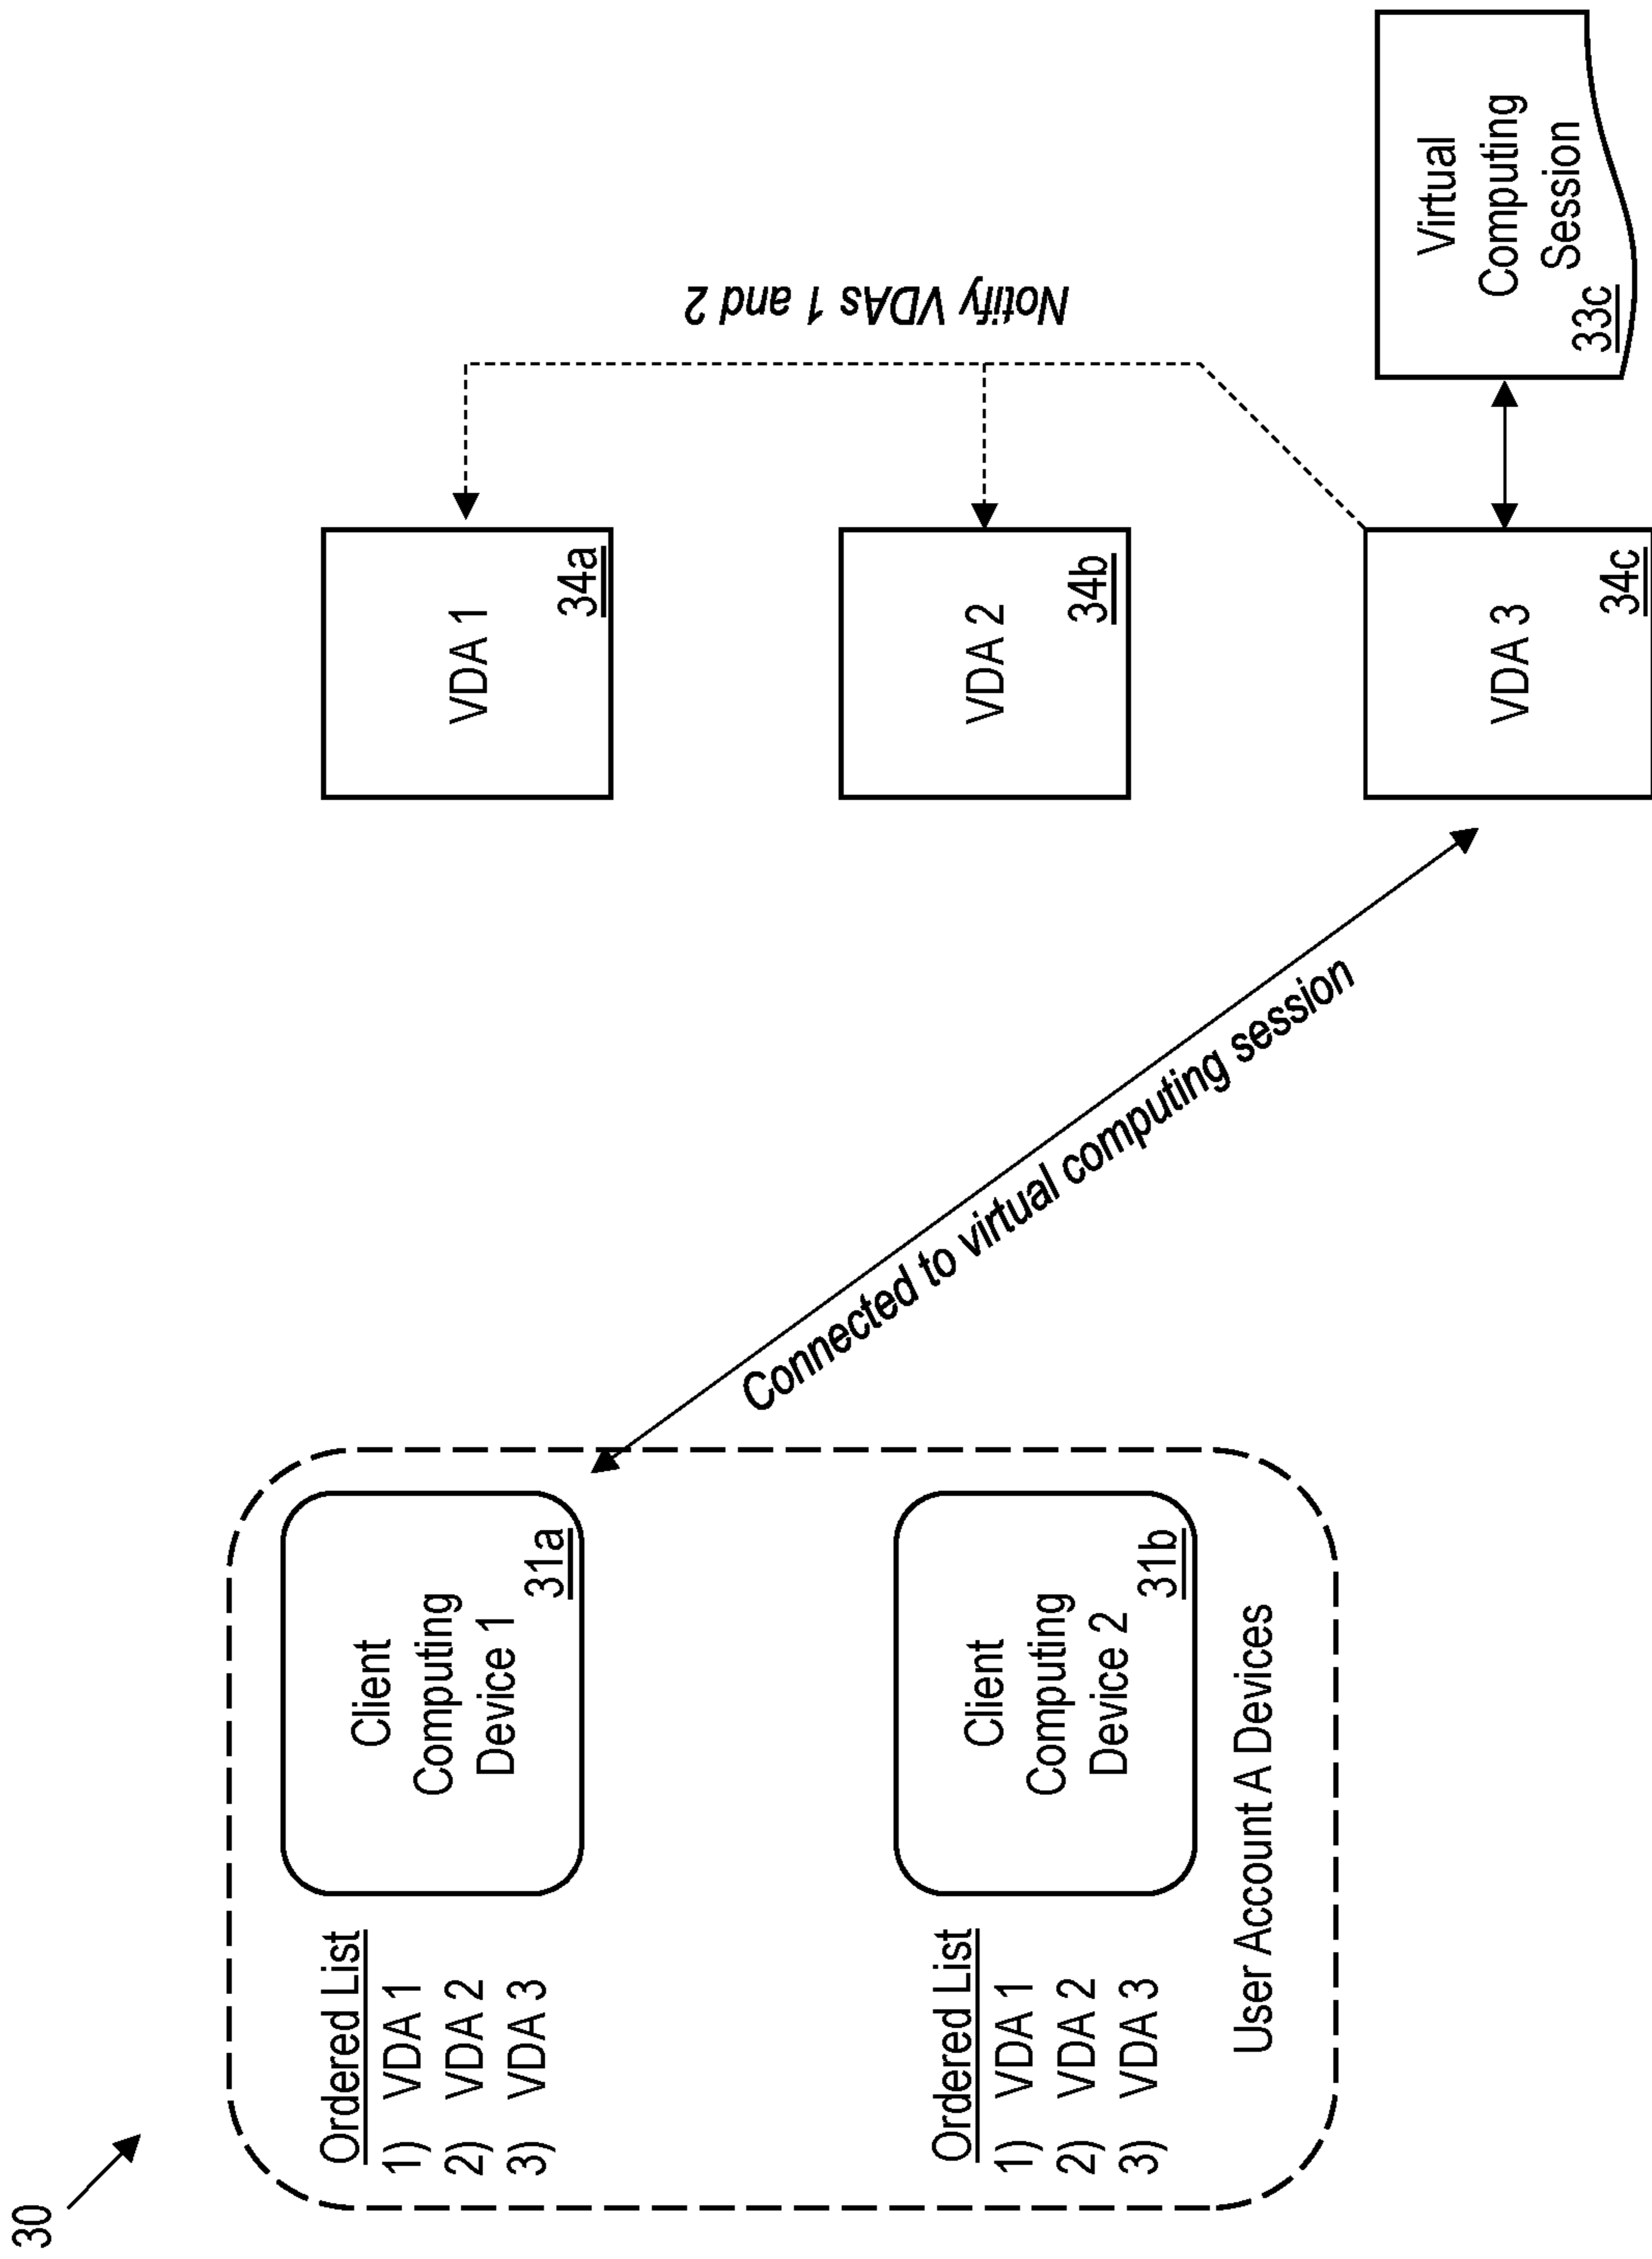 30
Ordered List
1) VDA 1
2) VDA 2
3) VDA 3
Client
Computing
Device 1
31a
Ordered List
1) VDA 1
2) VDA 2
3) VDA 3
Client
Computing
Device 2
31b
User Account A Devices
Connected to virtual computing session
VDA 1
34a
VDA 2
34b
VDA 3
34c
Notify VDAs 1 and 2
Virtual
Computing
Session
33c